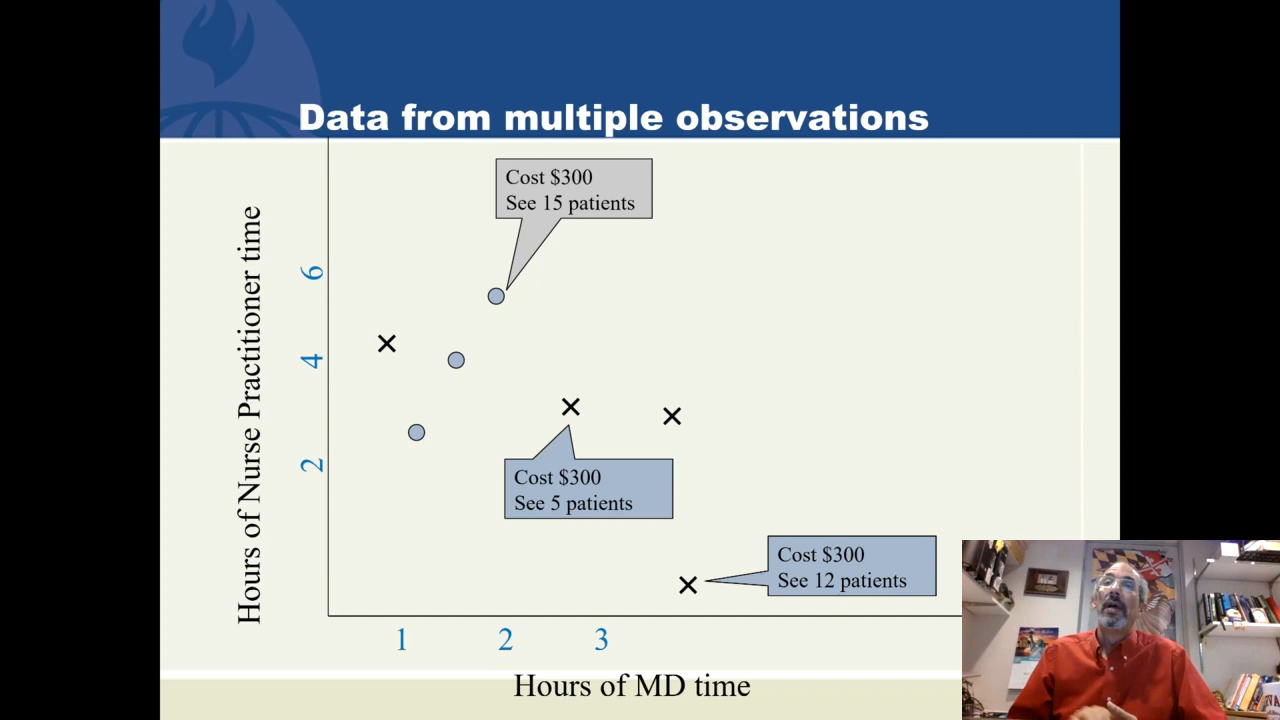 Data from multiple observations
Cost $300
See 15 patients
Hours of Nurse Practitioner time
6
4
2
Cost $300
See 5 patients
Cost $300
See 12 patients
1 2 3
Hours of MD time